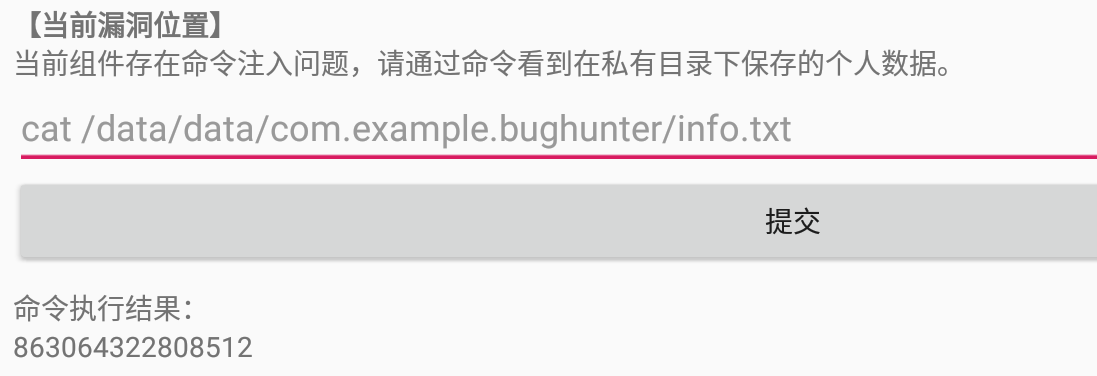 【当前漏洞位置】
当前组件存在命令注入问题，请通过命令看到在私有目录下保存的个人数据。
cat /data/data/com.example.bughunter/info.txt
提交
命令执行结果：
863064322808512